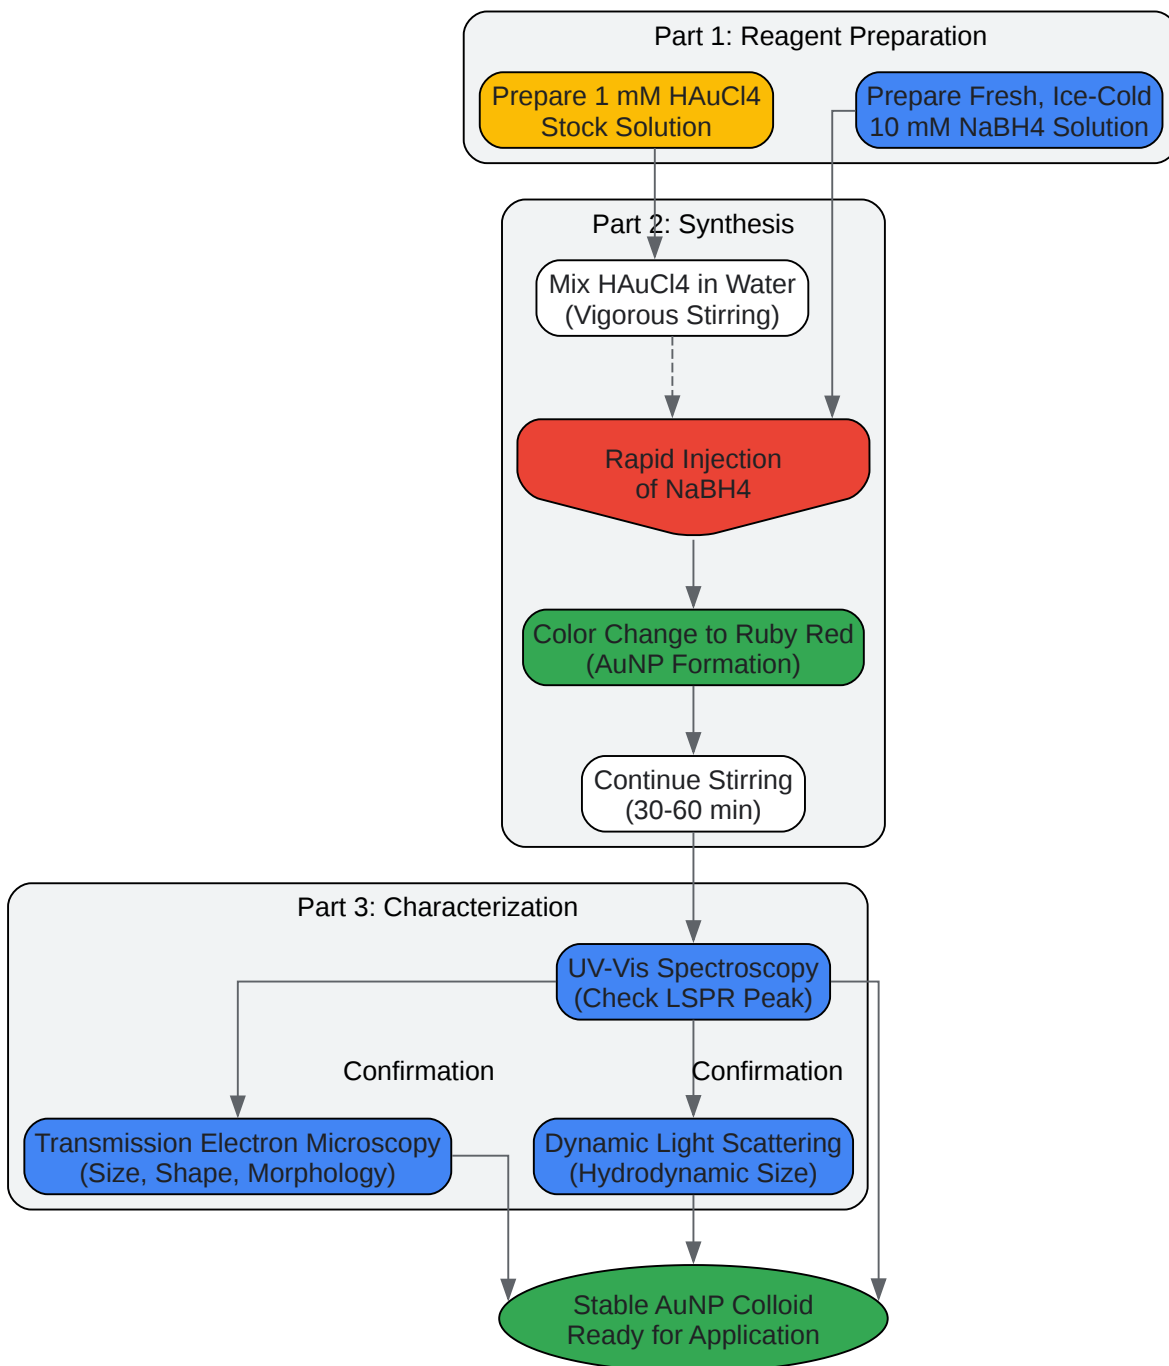 Part 1: Reagent Preparation
Prepare 1 mM HAuCl4
Stock Solution
Prepare Fresh, Ice-Cold
10 mM NaBH4 Solution
Part 2: Synthesis
Mix HAuCl4 in Water
(Vigorous Stirring)
Rapid Injection
of NaBH4
Color Change to Ruby Red
(AuNP Formation)
Continue Stirring
(30-60 min)
Part 3: Characterization
UV-Vis Spectroscopy
(Check LSPR Peak)
Confirmation
Confirmation
Transmission Electron Microscopy
(Size, Shape, Morphology)
Dynamic Light Scattering
(Hydrodynamic Size)
Stable AuNP Colloid
Ready for Application